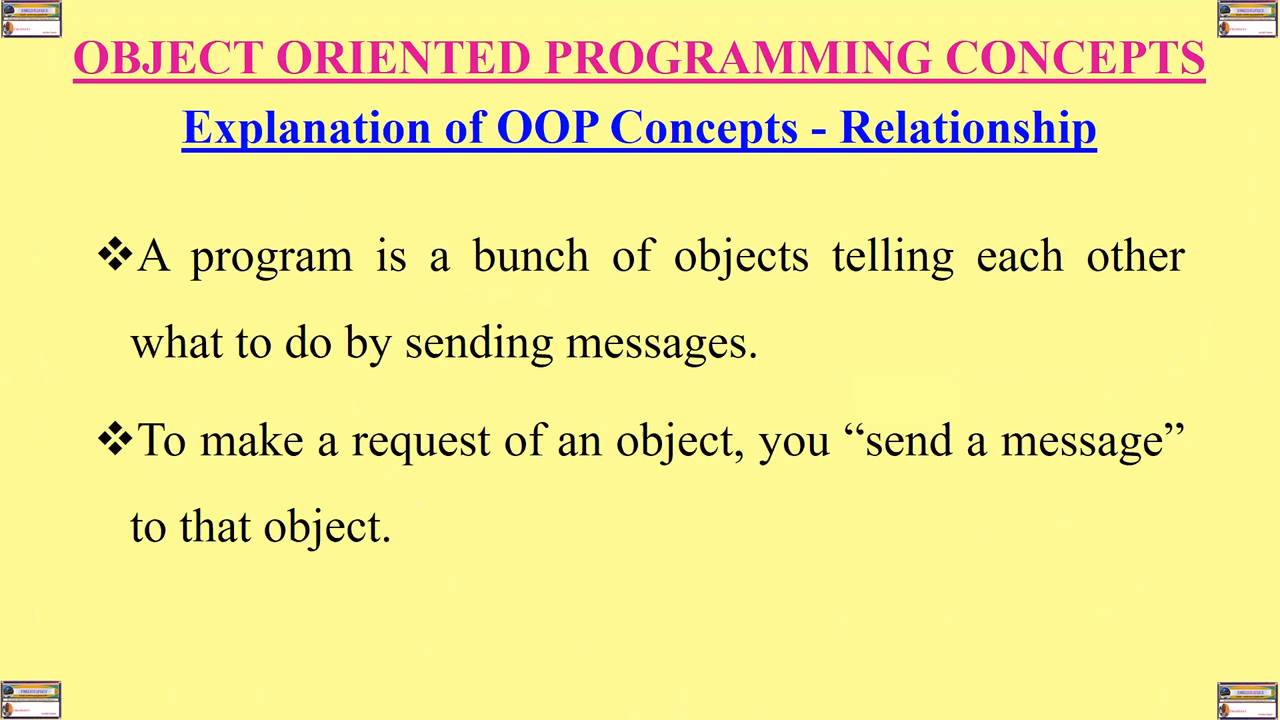 OBJECT ORIENTED PROGRAMMING CONCEPTS
Explanation of OOP Concepts - Relationship
❖A program is a bunch of objects telling each other
what to do by sending messages.
❖To make a request of an object, you “send a message”
to that object.